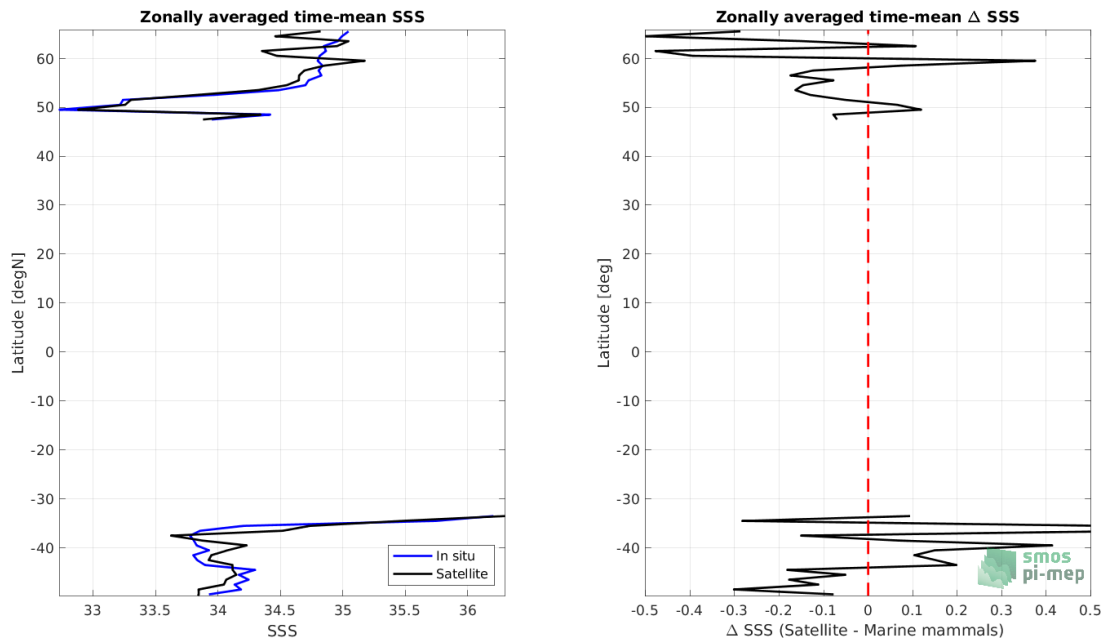 Zonally averaged time-mean SSS
60
50
40
30
20
10
0
-10
-20
-30
-40
Latitude [degN]
In situ
Satellite
33 33.5 34 34.5 35 35.5 36
SSS
Zonally averaged time-mean Δ SSS
60
50
40
30
20
10
0
-10
-20
-30
-40
Latitude [deg]
smos
pi-mep
-0.5 -0.4 -0.3 -0.2 -0.1 0 0.1 0.2 0.3 0.4 0.5
Δ SSS (Satellite - Marine mammals)